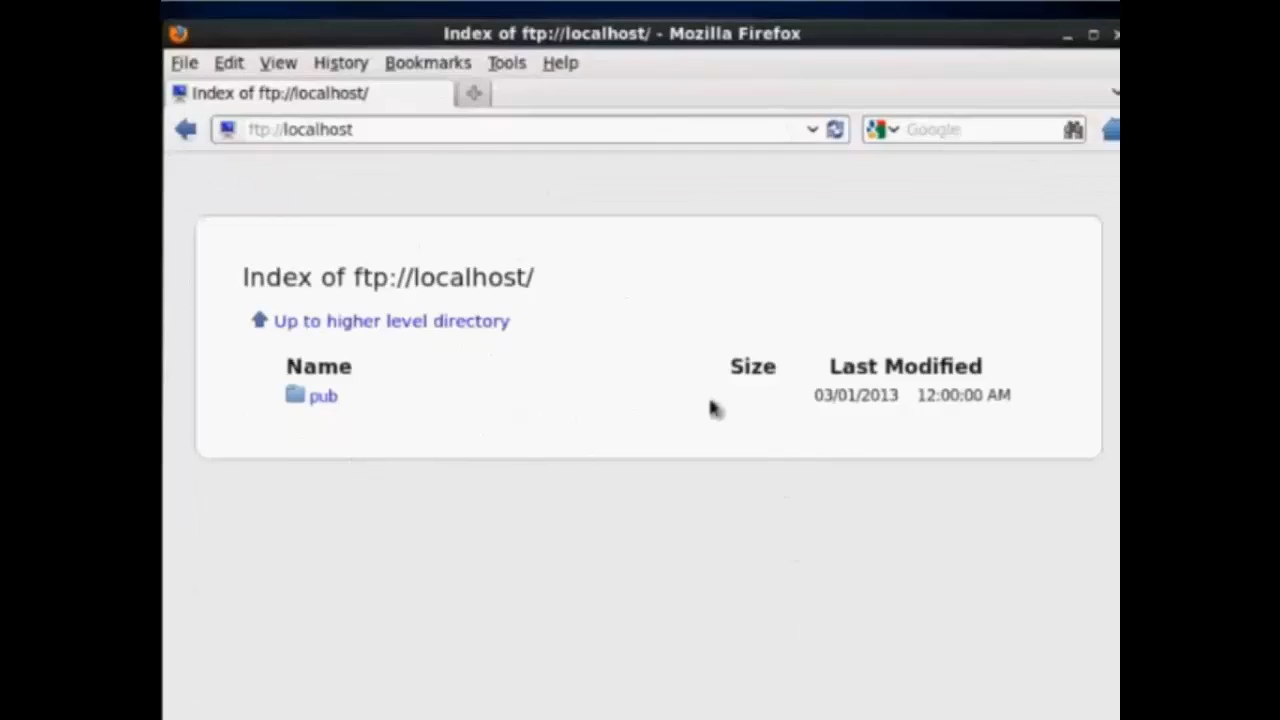 Index of ftp://localhost/ - Mozilla Firefox
File Edit View History Bookmarks Tools Help
Index of ftp://localhost/
ftp://localhost
Google
Index of ftp://localhost/
Up to higher level directory
Name Size Last Modified
pub 03/01/2013 12:00:00 AM